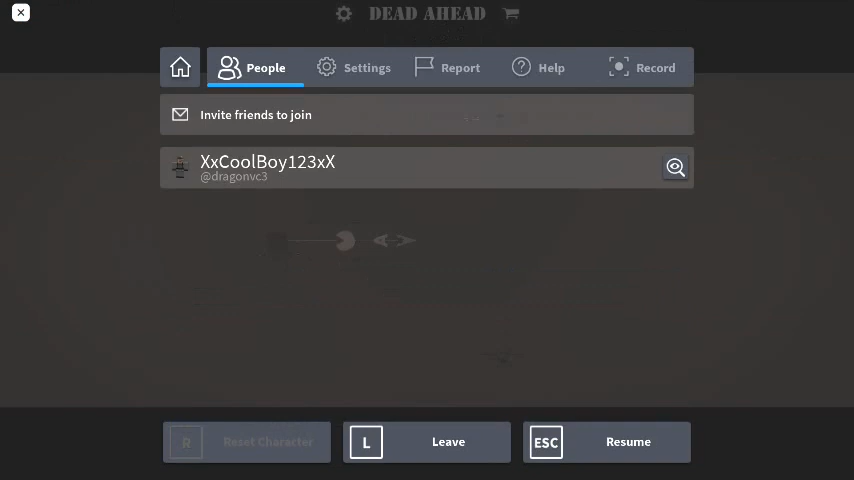 DEAD AHEAD
People
Settings
Report
Help
Record
Invite friends to join
XxCoolBoy123xX
@dragonvc3
R
Reset Character
L
Leave
ESC
Resume